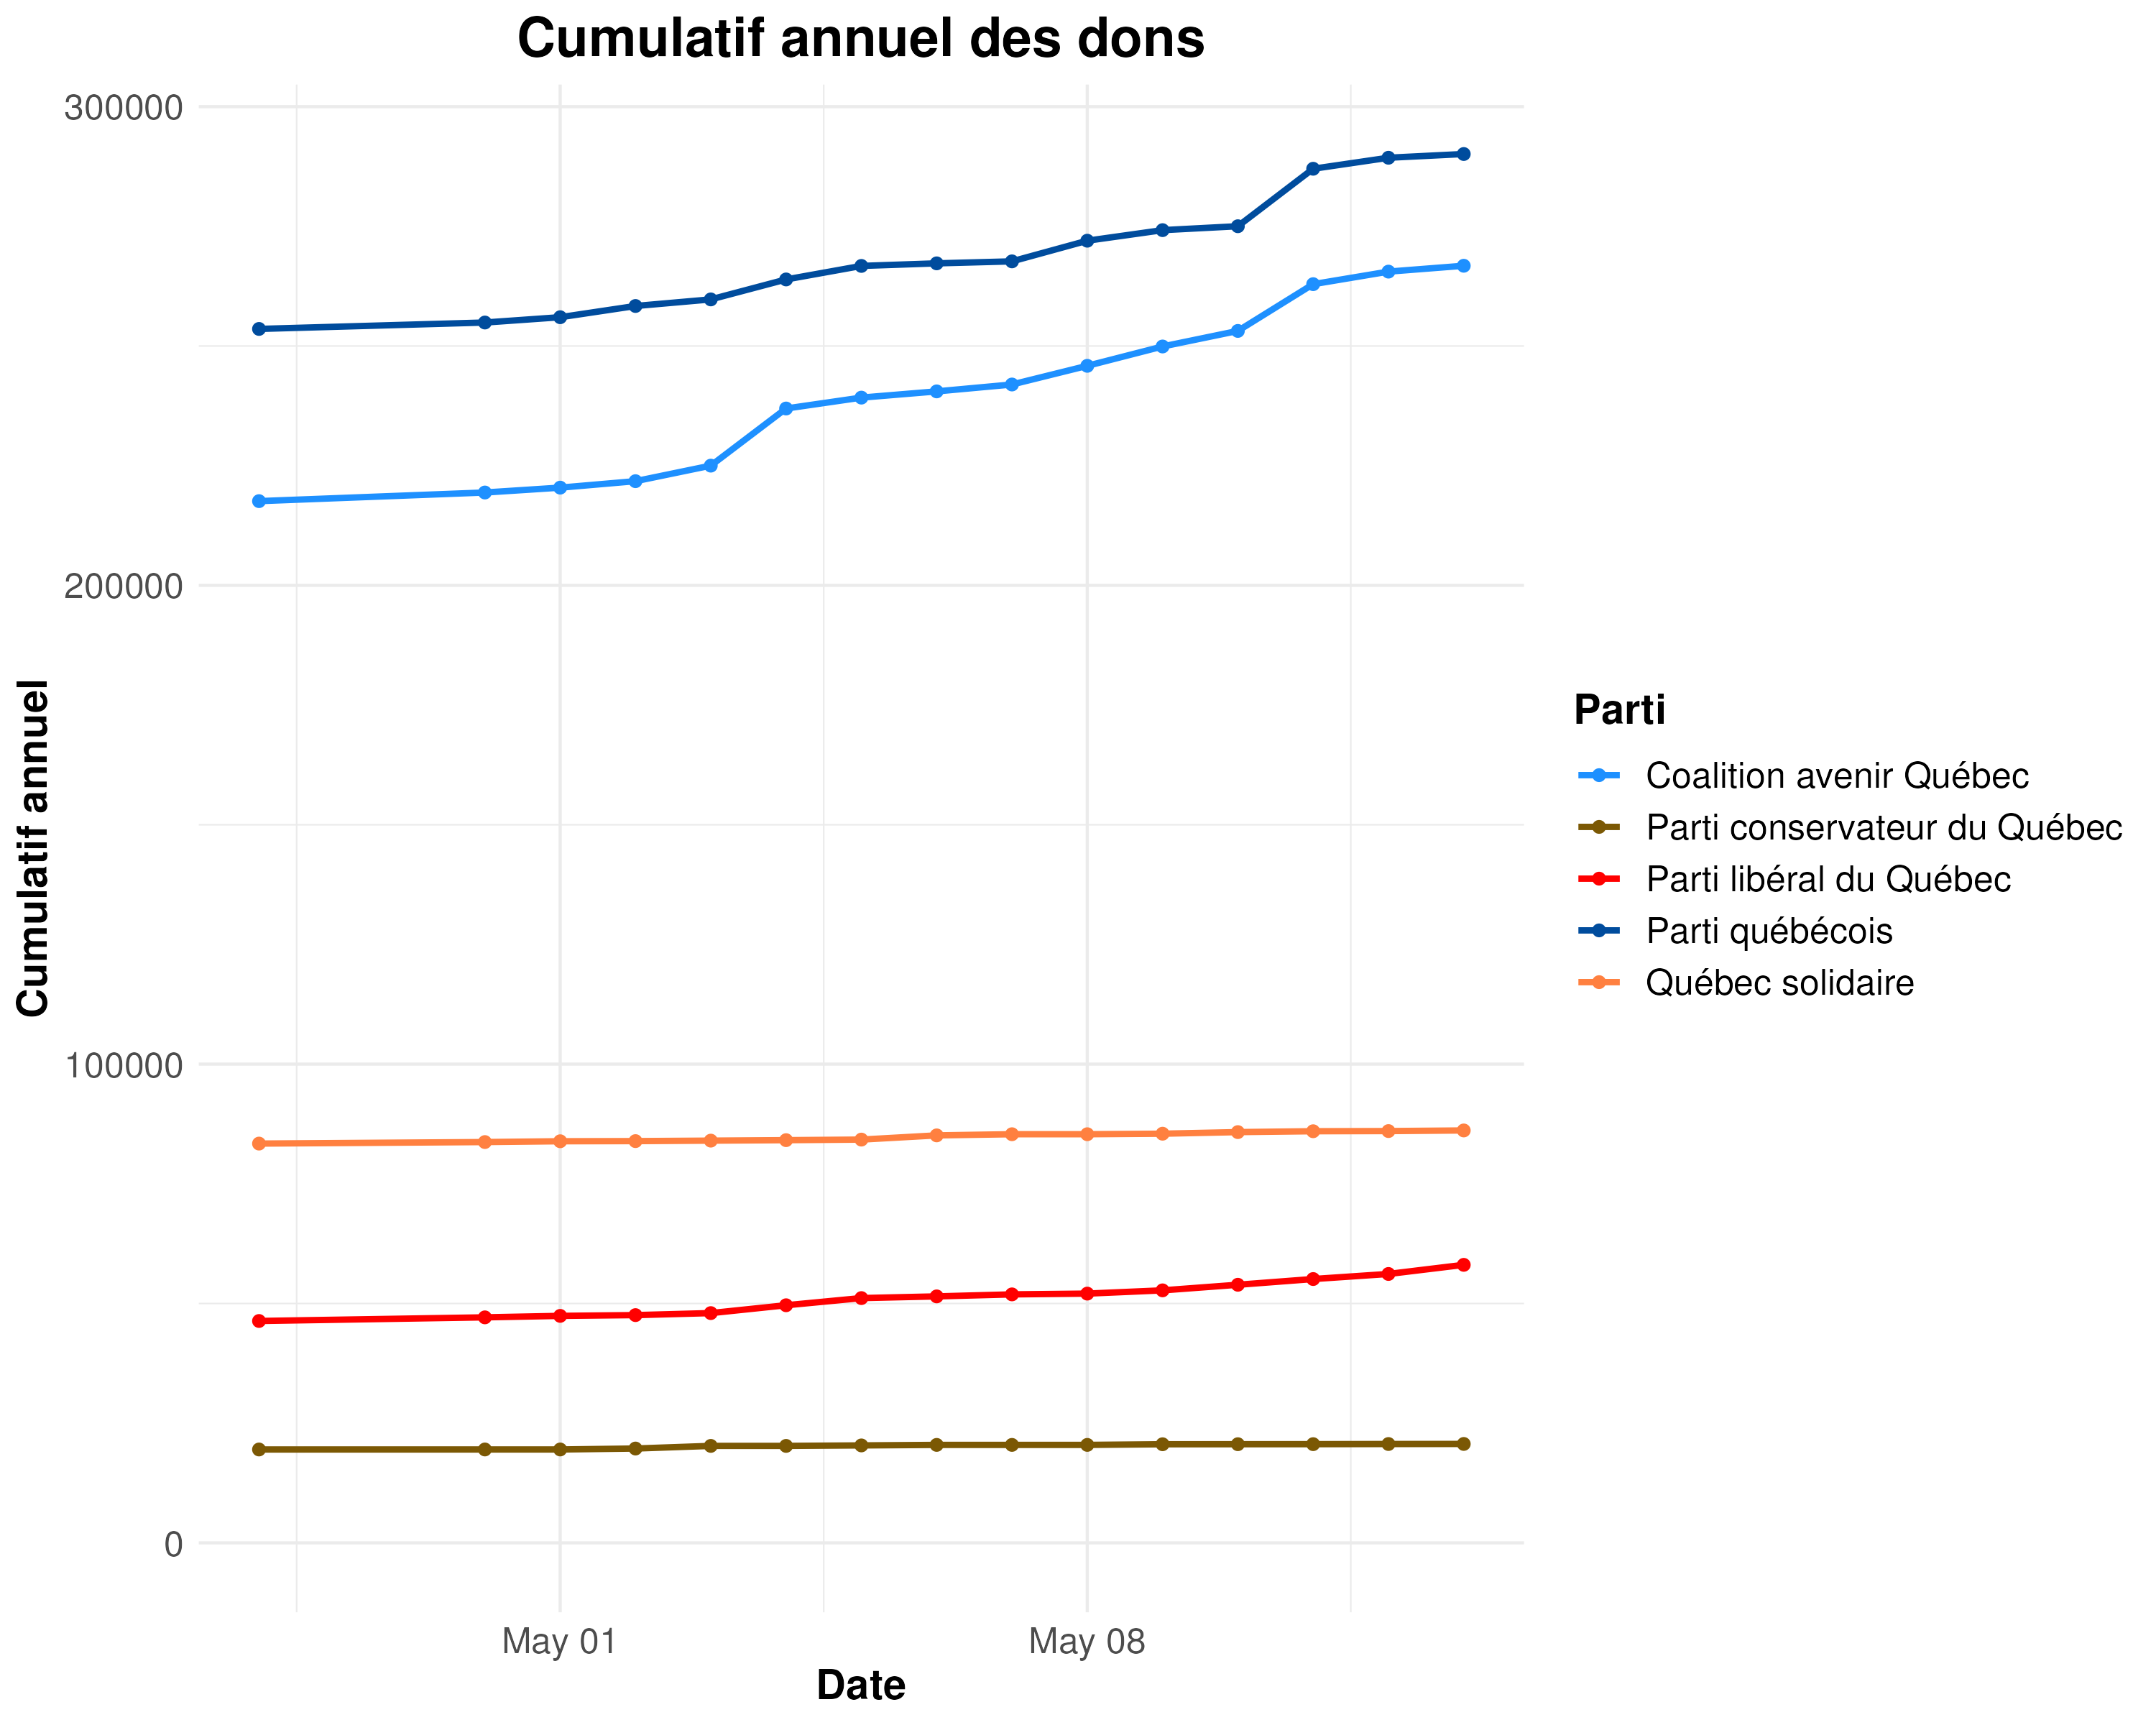 Cumulatif annuel des dons
300000
200000
100000
0
Cumulatif annuel
May 01
May 08
Date
Parti
Coalition avenir Québec
Parti conservateur du Québec
Parti libéral du Québec
Parti québécois
Québec solidaire